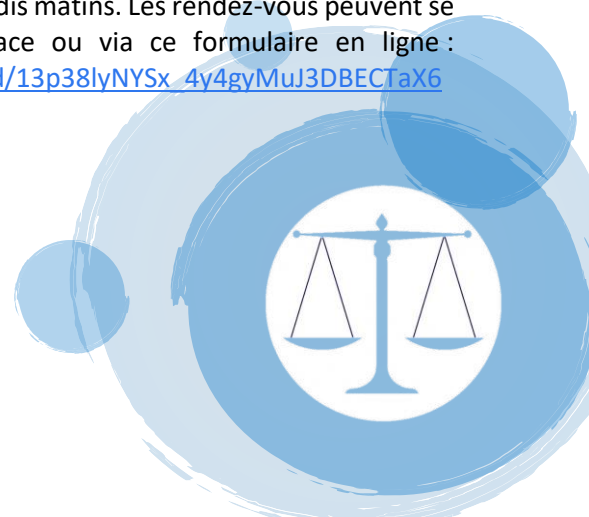 dis matins. Les rendez-vous peuvent se
ace ou via ce formulaire en ligne :
d/13p38lyNYSx_4y4gyMuJ3DBECTaX6